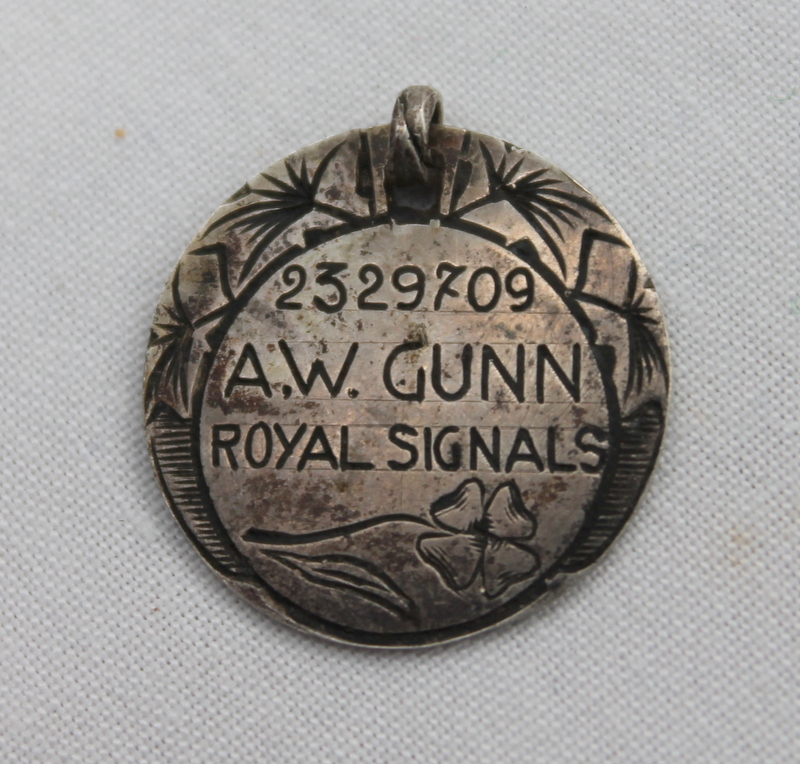 2329709
A.W. GUNN
ROYAL SIGNALS